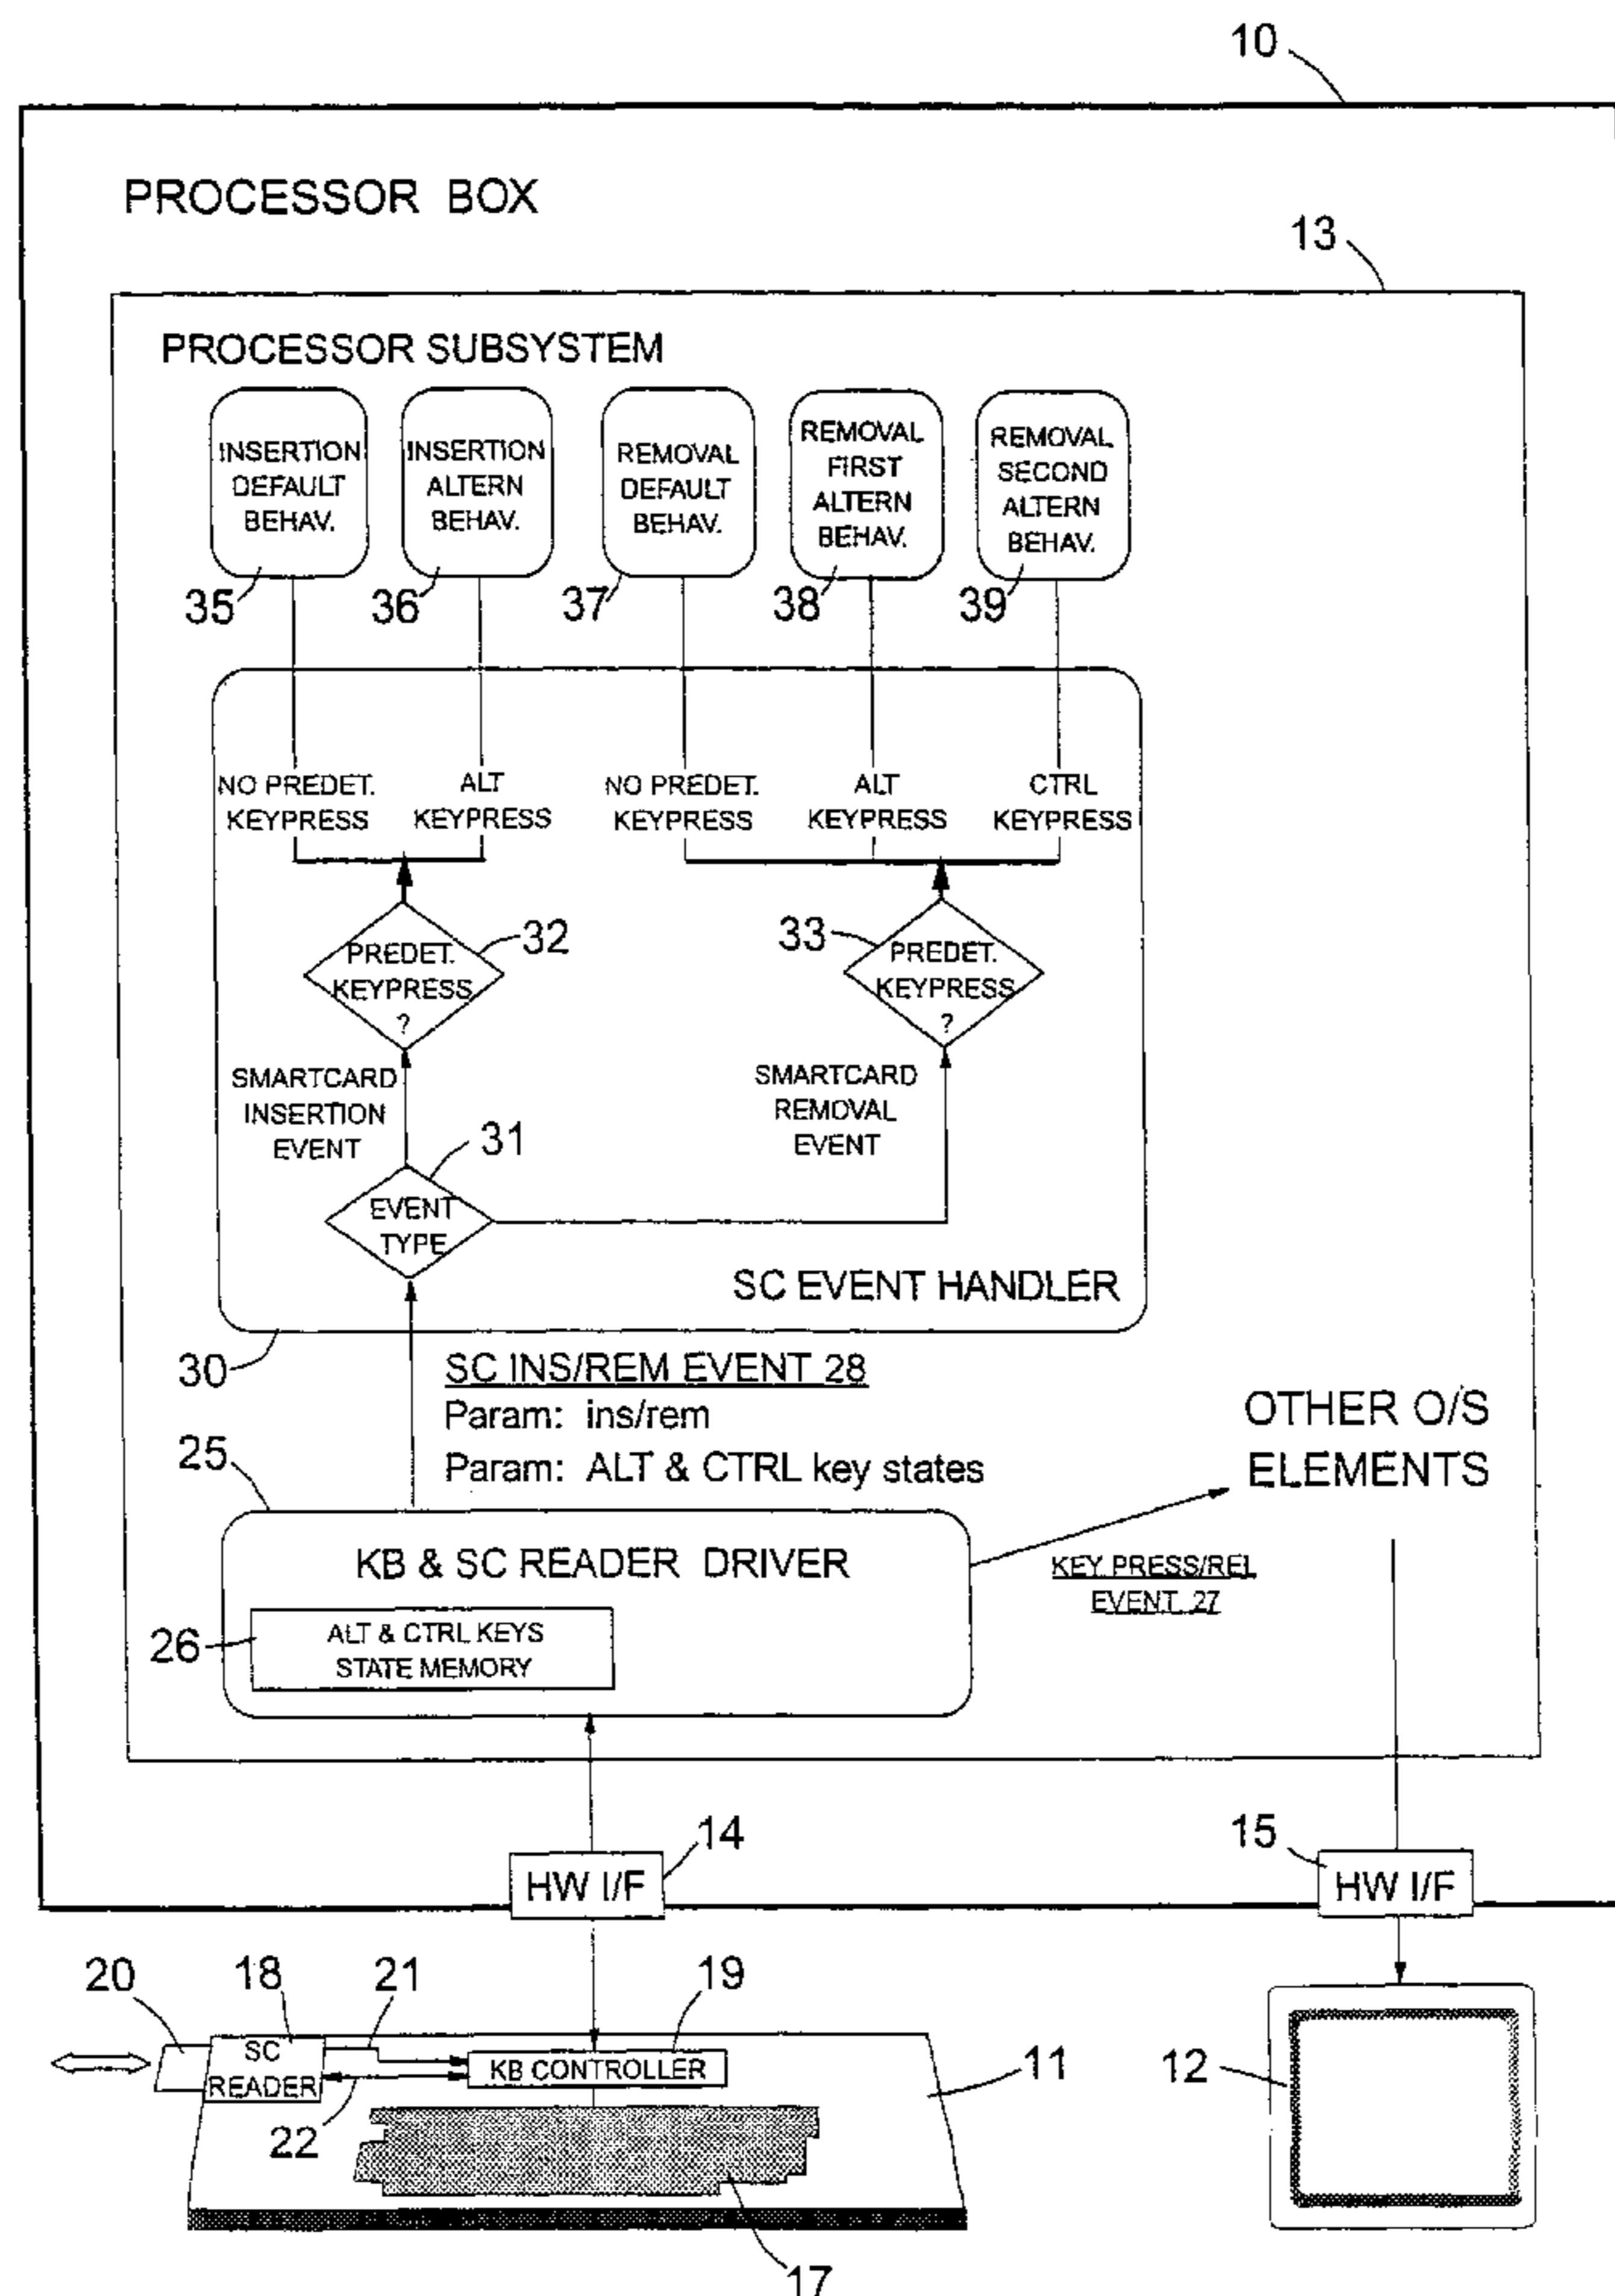 10
PROCESSOR BOX
13
PROCESSOR SUBSYSTEM
INSERTION
DEFAULT
BEHAV.
INSERTION
ALTERN
BEHAV.
REMOVAL
DEFAULT
BEHAV.
REMOVAL
FIRST
ALTERN
BEHAV.
REMOVAL
SECOND
ALTERN
BEHAV.
35
36
37
38
39
NO PREDET.
KEYPRESS
ALT
KEYPRESS
NO PREDET.
KEYPRESS
ALT
KEYPRESS
CTRL
KEYPRESS
PREDET.
KEYPRESS
?
32
33
PREDET.
KEYPRESS
?
SMARTCARD
INSERTION
EVENT
SMARTCARD
REMOVAL
EVENT
31
EVENT
TYPE
SC EVENT HANDLER
30
SC INS/REM EVENT 28
Param: ins/rem
Param: ALT & CTRL key states
OTHER O/S
ELEMENTS
25
KB & SC READER DRIVER
KEY PRESS/REL
EVENT 27
26
ALT & CTRL KEYS
STATE MEMORY
14
HW I/F
15
HW I/F
20
18
21
19
SC
READER
KB CONTROLLER
11
12
22
17